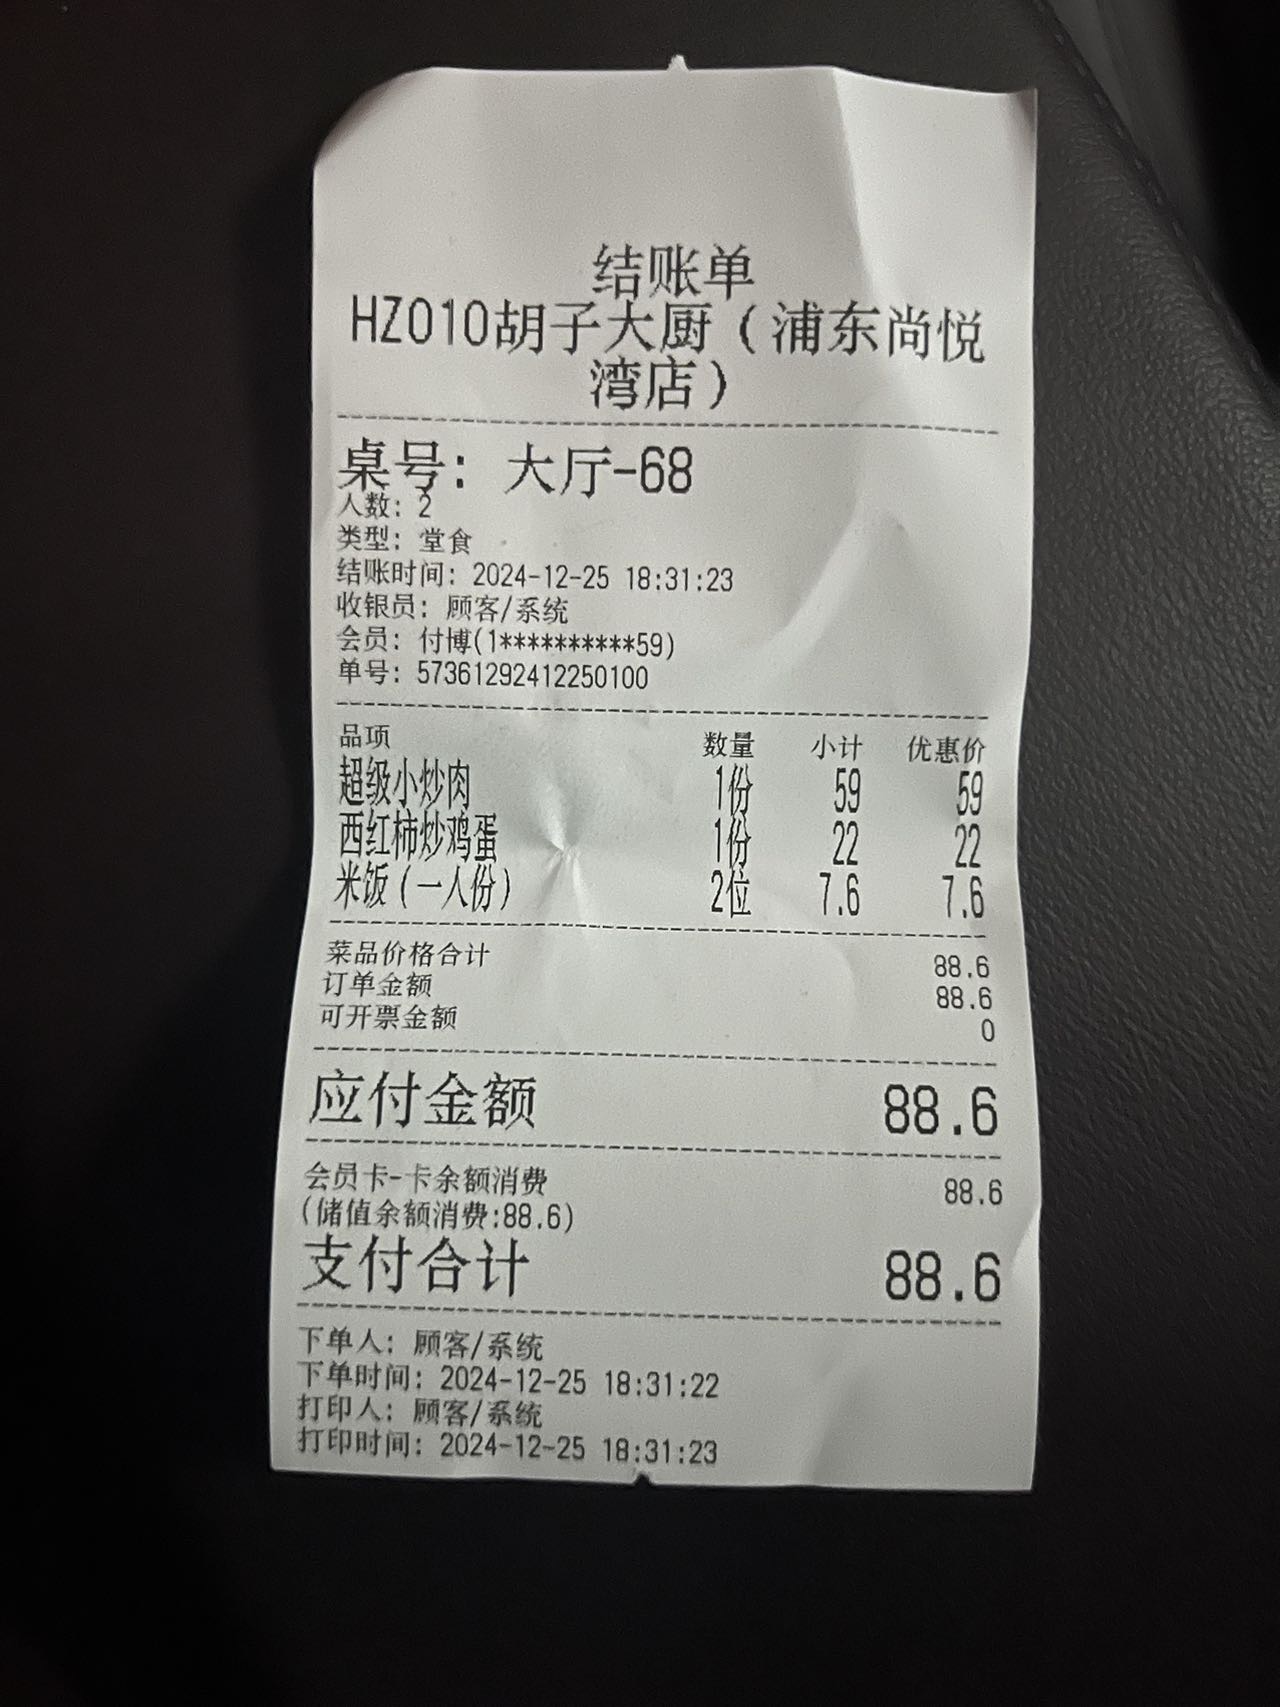 结账单
HZ010胡子大厨（浦东尚悦
湾店）
桌号：大厅-68
人数：2
类型：堂食
结账时间：2024-12-25 18:31:23
收银员：顾客/系统
会员：付博(1**********59)
单号：57361292412250100
品项 数量 小计 优惠价
超级小炒肉 1份 59 59
西红柿炒鸡蛋 1份 22 22
米饭（一人份） 2位 7.6 7.6
菜品价格合计 88.6
订单金额 88.6
可开票金额 0
应付金额 88.6
会员卡-卡余额消费 88.6
(储值余额消费:88.6)
支付合计 88.6
下单人：顾客/系统
下单时间：2024-12-25 18:31:22
打印人：顾客/系统
打印时间：2024-12-25 18:31:23